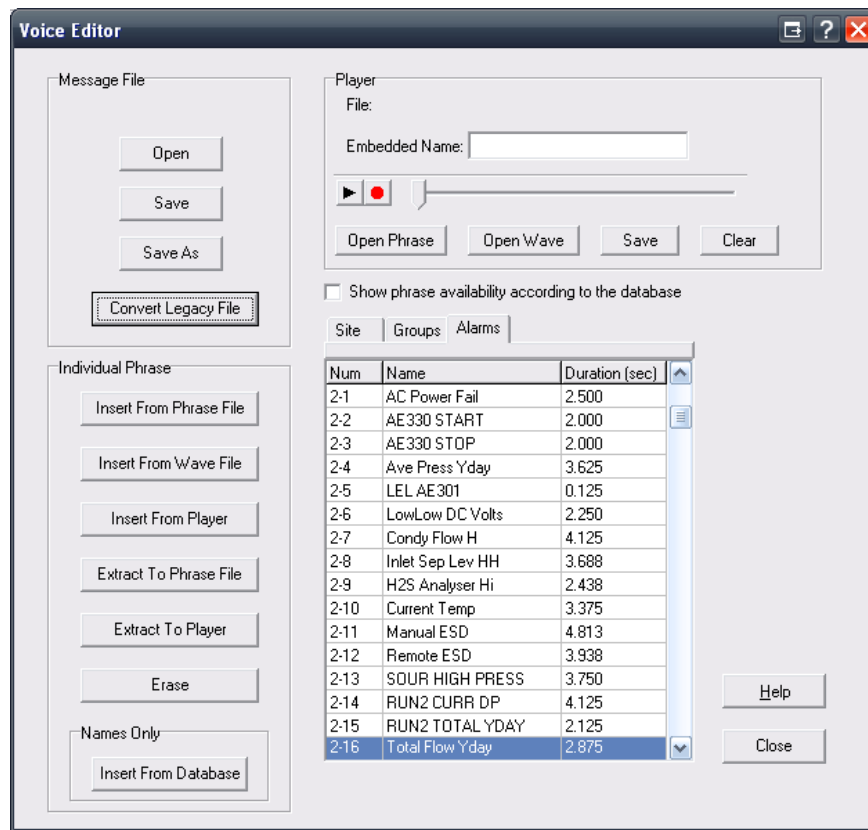 Voice Editor
Message File
Open
Save
Save As
Convert Legacy File
Individual Phrase
Insert From Phrase File
Insert From Wave File
Insert From Player
Extract To Phrase File
Extract To Player
Erase
Names Only
Insert From Database
Player
File:
Embedded Name:
Open Phrase Open Wave Save Clear
Show phrase availability according to the database
Site Groups Alarms
Num Name Duration (sec)
2-1 AC Power Fail 2.500
2-2 AE330 START 2.000
2-3 AE330 STOP 2.000
2-4 Ave Press Yday 3.625
2-5 LEL AE301 0.125
2-6 LowLow DC Volts 2.250
2-7 Condy Flow H 4.125
2-8 Inlet Sep Lev HH 3.688
2-9 H2S Analyser Hi 2.438
2-10 Current Temp 3.375
2-11 Manual ESD 4.813
2-12 Remote ESD 3.938
2-13 SOUR HIGH PRESS 3.750
2-14 RUN2 CURR DP 4.125
2-15 RUN2 TOTAL YDAY 2.125
2-16 Total Flow Yday 2.875
Help
Close